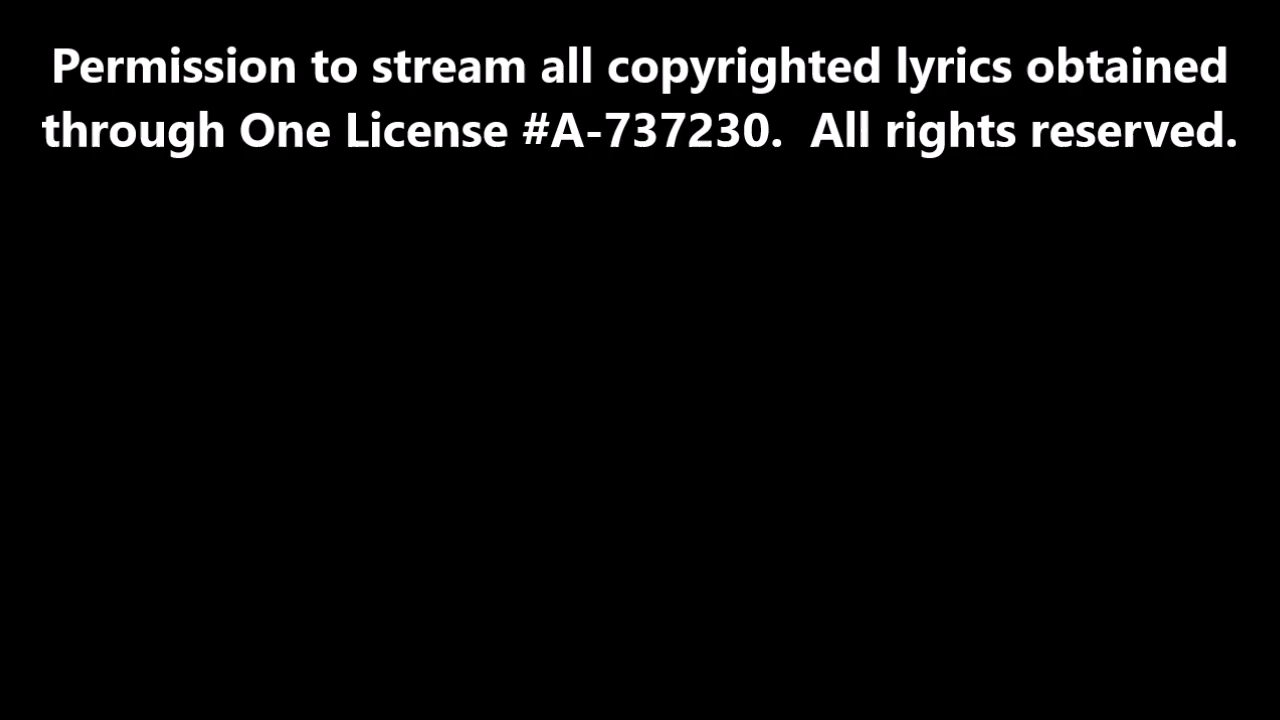 Permission to stream all copyrighted lyrics obtained
through One License #A-737230.  All rights reserved.